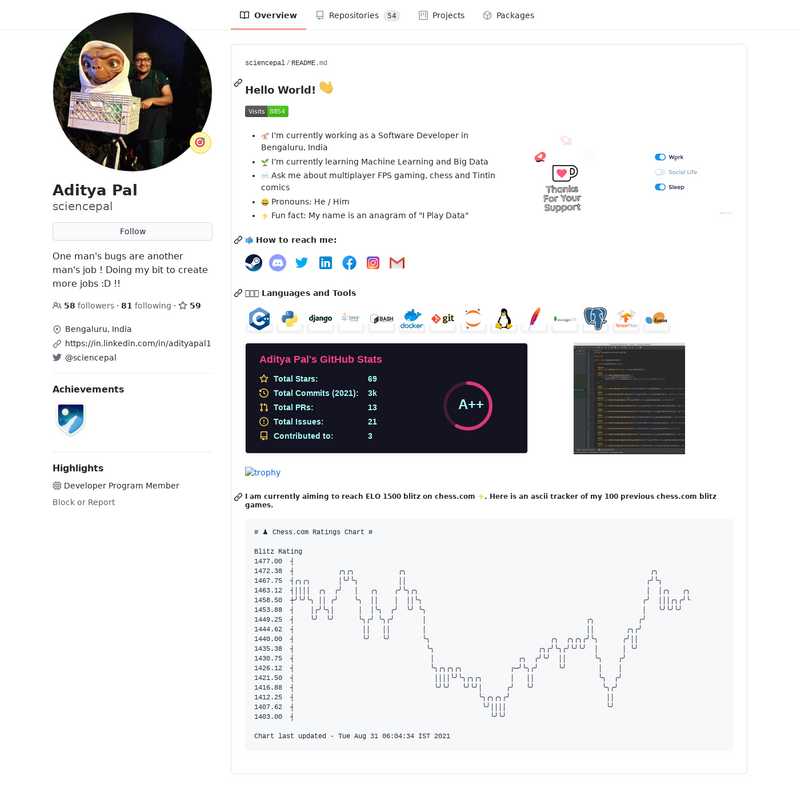 Overview
Repositories 54
Projects
Packages
Aditya Pal
sciencepal
Follow
One man's bugs are another
man's job ! Doing my bit to create
more jobs :D !!
58 followers · 81 following · 59
Bengaluru, India
https://in.linkedin.com/in/adityapal1
@sciencepal
Achievements
Highlights
Developer Program Member
Block or Report
sciencepal / README.md
Hello World! 👋
Visits 8854
I'm currently working as a Software Developer in
Bengaluru, India
I'm currently learning Machine Learning and Big Data
Ask me about multiplayer FPS gaming, chess and Tintin
comics
Pronouns: He / Him
Fun fact: My name is an anagram of "I Play Data"
Thanks
For Your
Support
Work
Social Life
Sleep
How to reach me:
Languages and Tools
django
BASH
docker
git
Aditya Pal's GitHub Stats
Total Stars: 69
Total Commits (2021): 3k
Total PRs: 13
Total Issues: 21
Contributed to: 3
A++
trophy
I am currently aiming to reach ELO 1500 blitz on chess.com ⚡. Here is an ascii tracker of my 100 previous chess.com blitz
games.
# ♟ Chess.com Ratings Chart #
Blitz Rating
1477.00
1472.38
1467.75
1463.12
1458.50
1453.88
1449.25
1444.62
1440.00
1435.38
1430.75
1426.12
1421.50
1416.88
1412.25
1407.62
1403.00
Chart last updated - Tue Aug 31 06:04:34 IST 2021